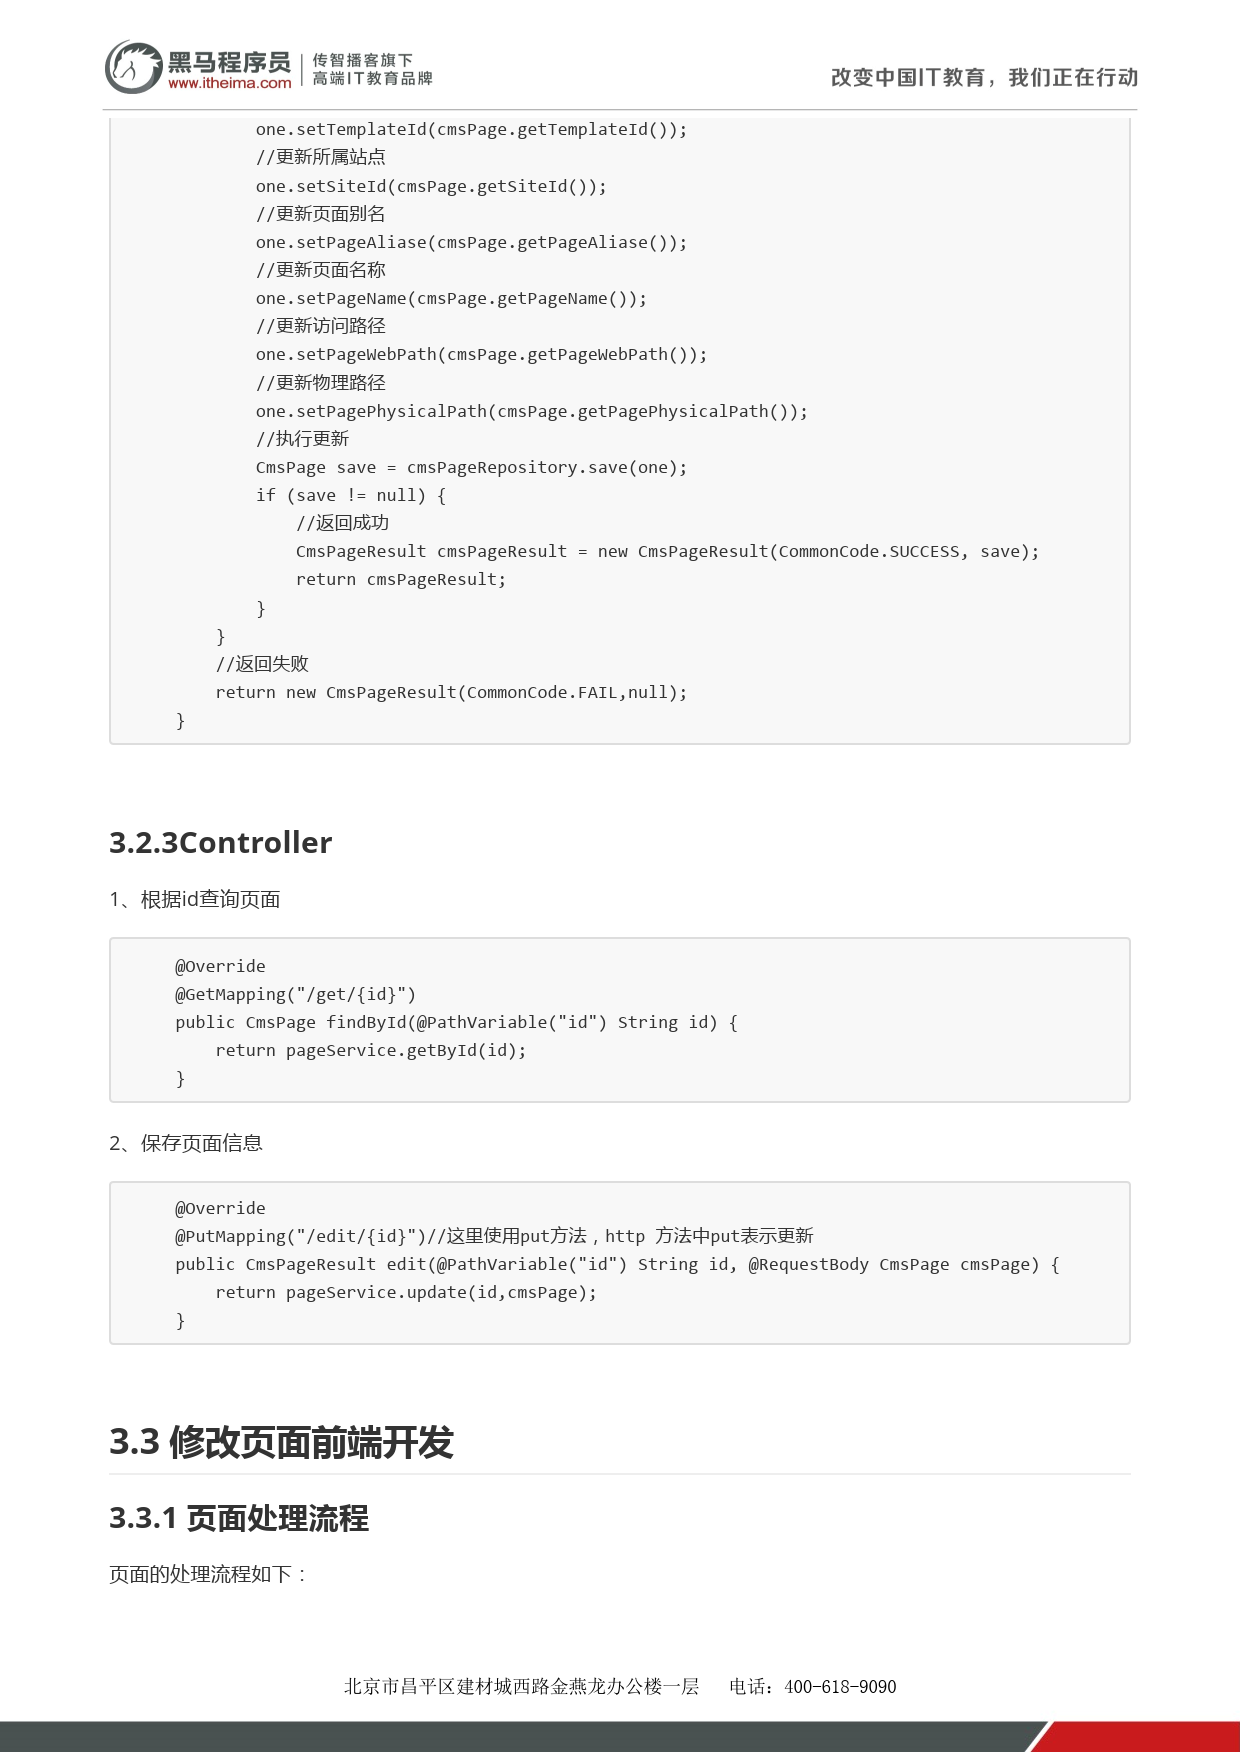 黑马程序员
www.itheima.com
传智播客旗下
高端IT教育品牌
改变中国IT教育，我们正在行动
one.setTemplateId(cmsPage.getTemplateId());
//更新所属站点
one.setSiteId(cmsPage.getSiteId());
//更新页面别名
one.setPageAliase(cmsPage.getPageAliase());
//更新页面名称
one.setPageName(cmsPage.getPageName());
//更新访问路径
one.setPageWebPath(cmsPage.getPageWebPath());
//更新物理路径
one.setPagePhysicalPath(cmsPage.getPagePhysicalPath());
//执行更新
CmsPage save = cmsPageRepository.save(one);
if (save != null) {
//返回成功
CmsPageResult cmsPageResult = new CmsPageResult(CommonCode.SUCCESS, save);
return cmsPageResult;
}
}
//返回失败
return new CmsPageResult(CommonCode.FAIL,null);
}
3.2.3Controller
1、根据id查询页面
@Override
@GetMapping("/get/{id}")
public CmsPage findById(@PathVariable("id") String id) {
return pageService.getById(id);
}
2、保存页面信息
@Override
@PutMapping("/edit/{id}")//这里使用put方法，http 方法中put表示更新
public CmsPageResult edit(@PathVariable("id") String id, @RequestBody CmsPage cmsPage) {
return pageService.update(id,cmsPage);
}
3.3 修改页面前端开发
3.3.1 页面处理流程
页面的处理流程如下：
北京市昌平区建材城西路金燕龙办公楼一层 电话：400-618-9090